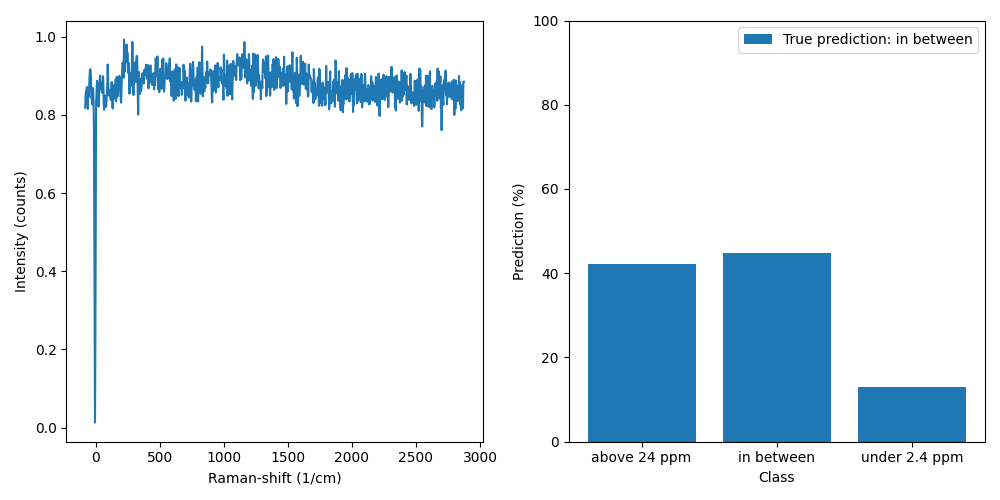 1.0
0.8
0.6
0.4
0.2
0.0
Intensity (counts)
0 500 1000 1500 2000 2500 3000
Raman-shift (1/cm)
100
80
60
40
20
0
Prediction (%)
True prediction: in between
above 24 ppm in between under 2.4 ppm
Class